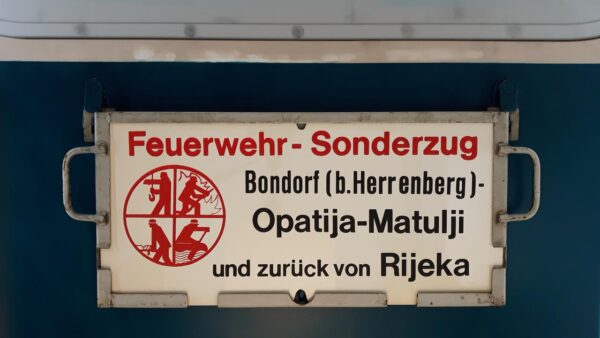 Feuerwehr - Sonderzug
Bondorf (b.Herrenberg)-
Opatija-Matulji
und zurück von Rijeka